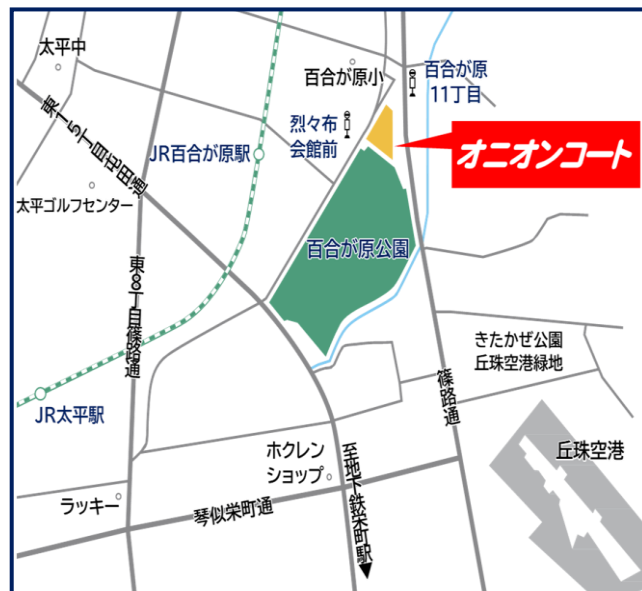 太平中
百合が原小
百合が原
11丁目
烈々布
会館前
オニオンコート
東15丁目屯田通
JR百合が原駅
太平ゴルフセンター
百合が原公園
東8丁目篠路通
きたかぜ公園
丘珠空港緑地
篠路通
JR太平駅
ホクレン
ショップ
至地下鉄栄町駅
丘珠空港
ラッキー
琴似栄町通